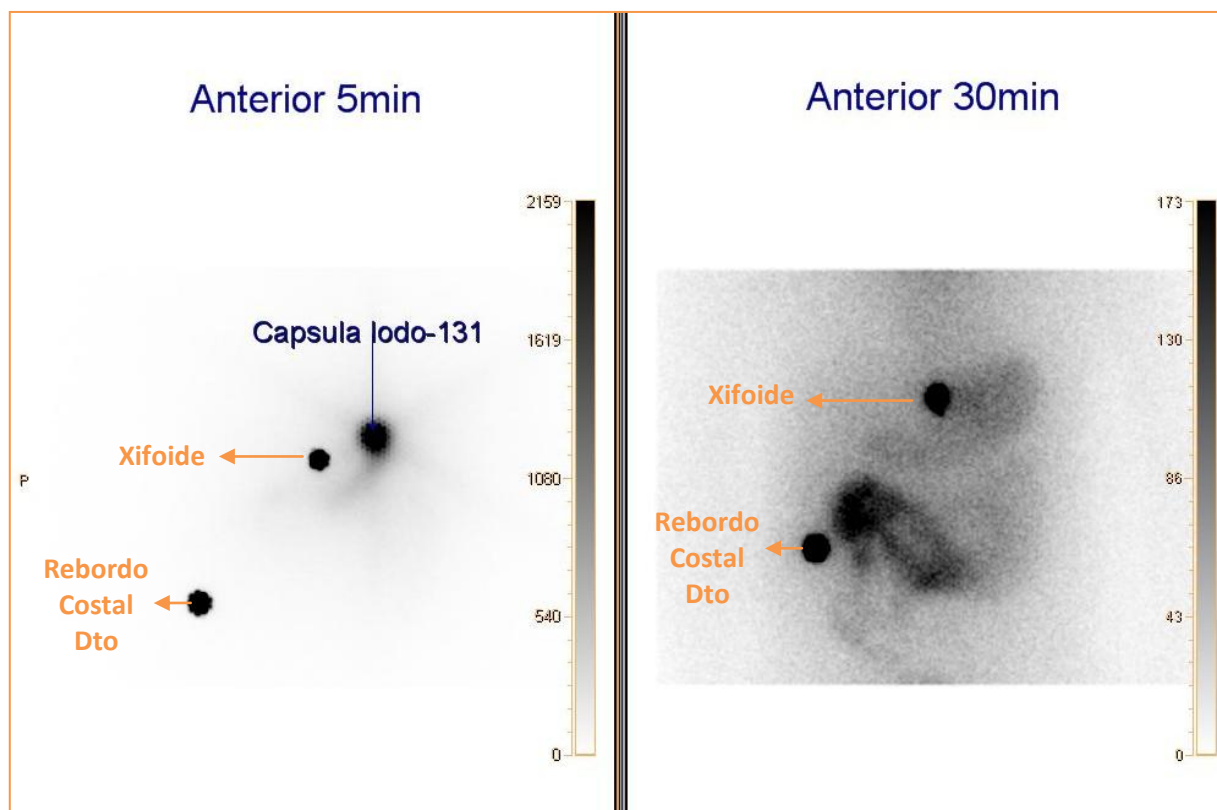 Anterior 5min
2159
Capsula Iodo-131
1619
Xifoide
P
1080
Rebordo
Costal
Dto
540
0
Anterior 30min
173
130
Xifoide
86
Rebordo
Costal
Dto
43
0